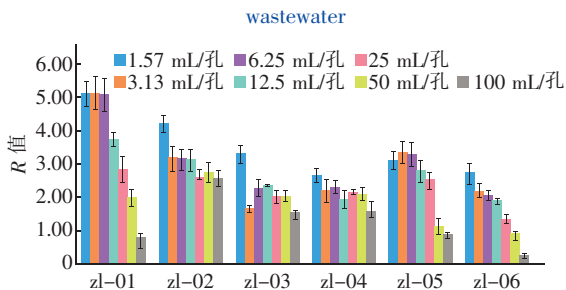 wastewater
6.00
5.00
4.00
3.00
2.00
1.00
0
R 值
1.57 mL/孔 6.25 mL/孔 25 mL/孔
3.13 mL/孔 12.5 mL/孔 50 mL/孔 100 mL/孔
zl-01 zl-02 zl-03 zl-04 zl-05 zl-06